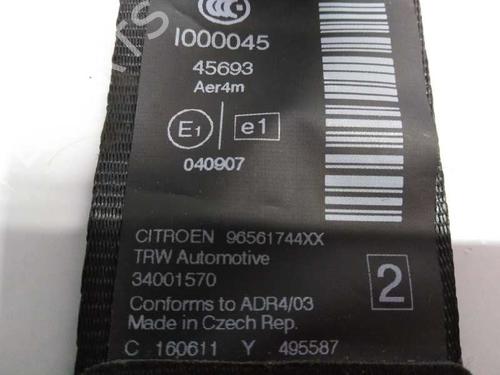 I000045
45693
Aer4m
E1 e1
040907
CITROEN 96561744XX
TRW Automotive
34001570
2
Conforms to ADR4/03
Made in Czech Rep.
C 160611 Y 495587